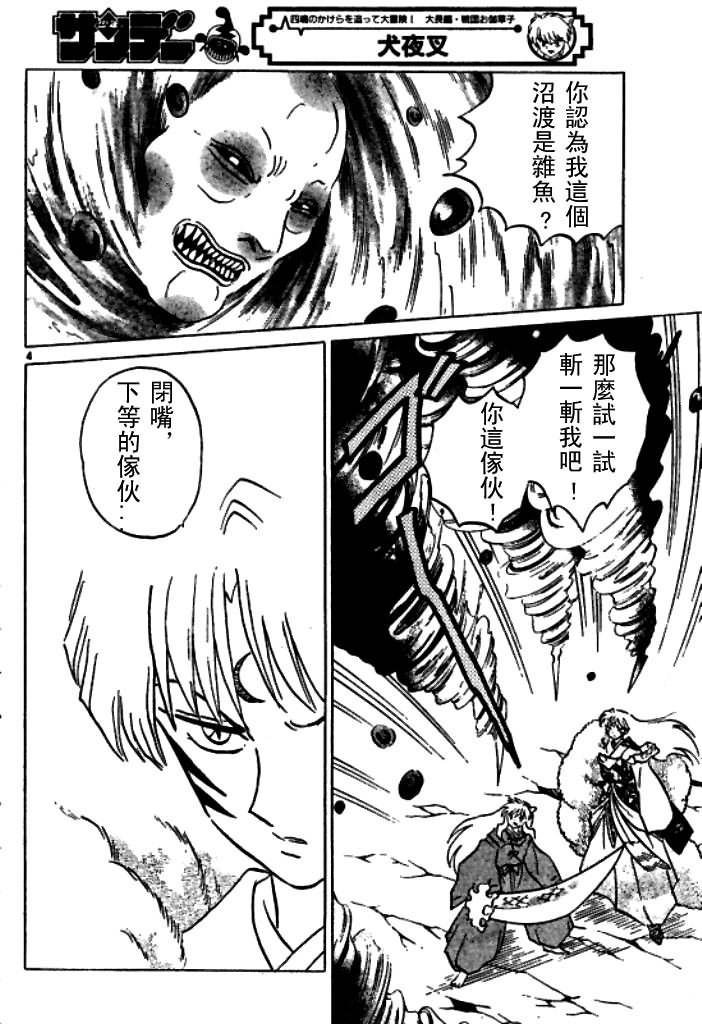 サンデー
四魂のかけらを追って大冒険！ 大長編・戦国お伽草子
犬夜叉
你認為我這個
沼渡是雜魚？
4
那麼試一試
斬一斬我吧！
你這傢伙！
閉嘴，
下等的傢伙…